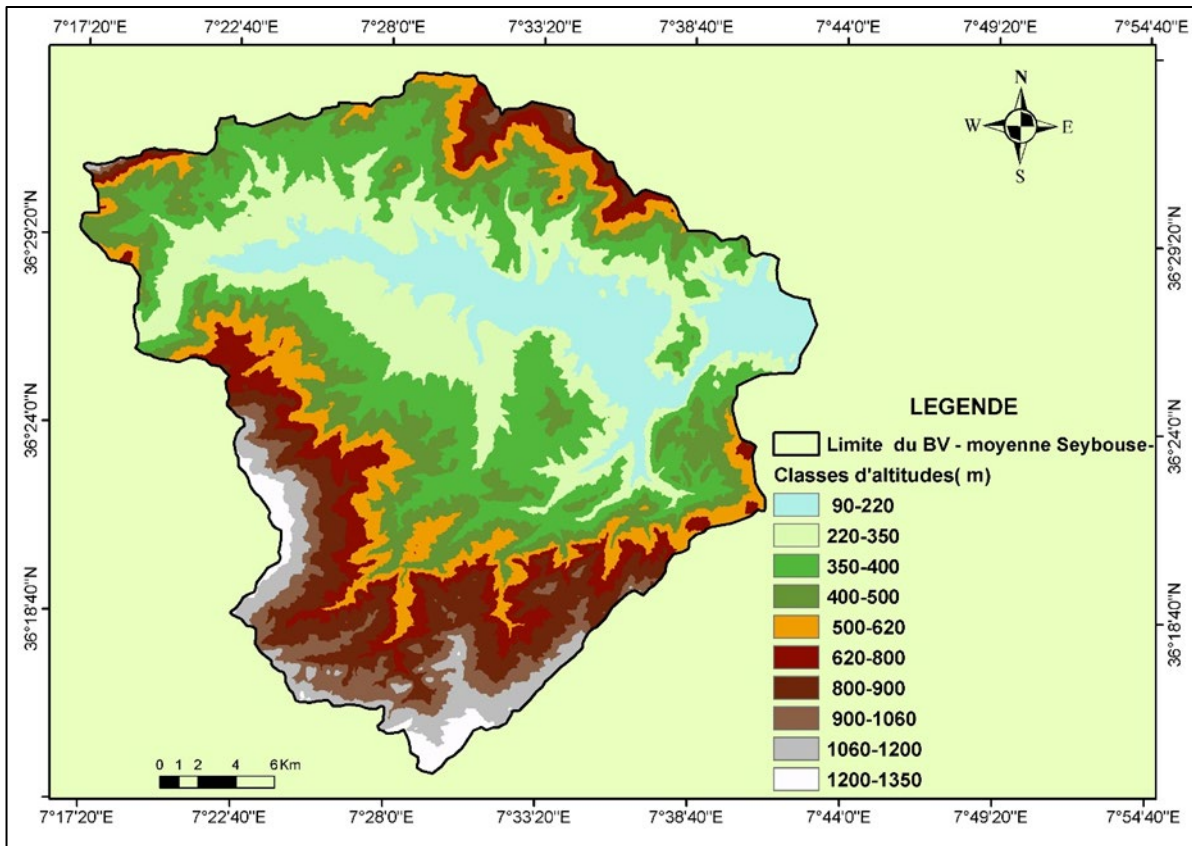 7°17'20"E 7°22'40"E 7°28'0"E 7°33'20"E 7°38'40"E 7°44'0"E 7°49'20"E 7°54'40"E
N
W E
S
36°29'20"N 36°29'20"N
36°24'0"N 36°24'0"N
36°18'40"N 36°18'40"N
LEGENDE
Limite du BV - moyenne Seybouse-
Classes d'altitudes( m)
90-220
220-350
350-400
400-500
500-620
620-800
800-900
900-1060
1060-1200
1200-1350
0 1 2 4 6 Km
7°17'20"E 7°22'40"E 7°28'0"E 7°33'20"E 7°38'40"E 7°44'0"E 7°49'20"E 7°54'40"E